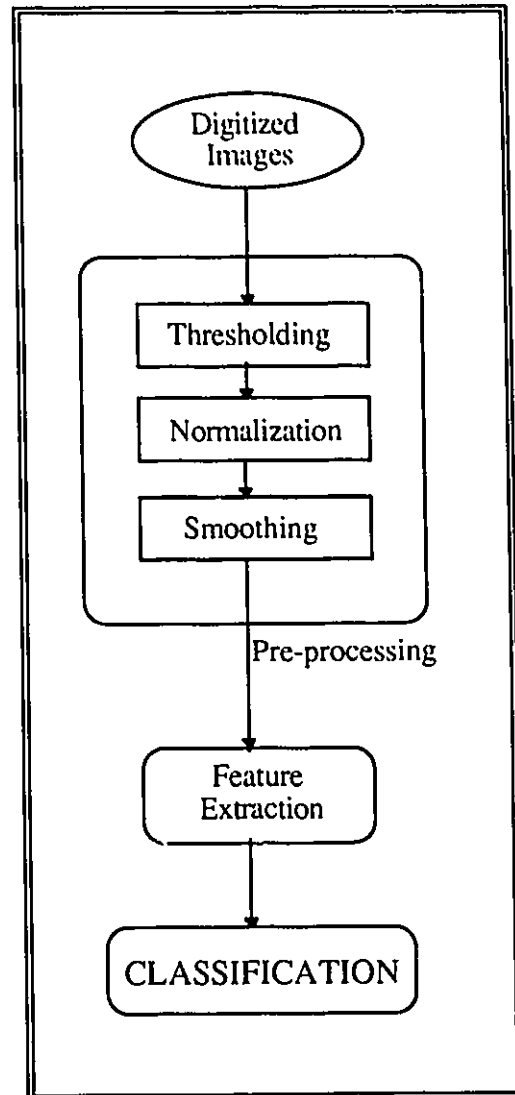 Digitized
Images
Thresholding
Normalization
Smoothing
Pre-processing
Feature
Extraction
CLASSIFICATION